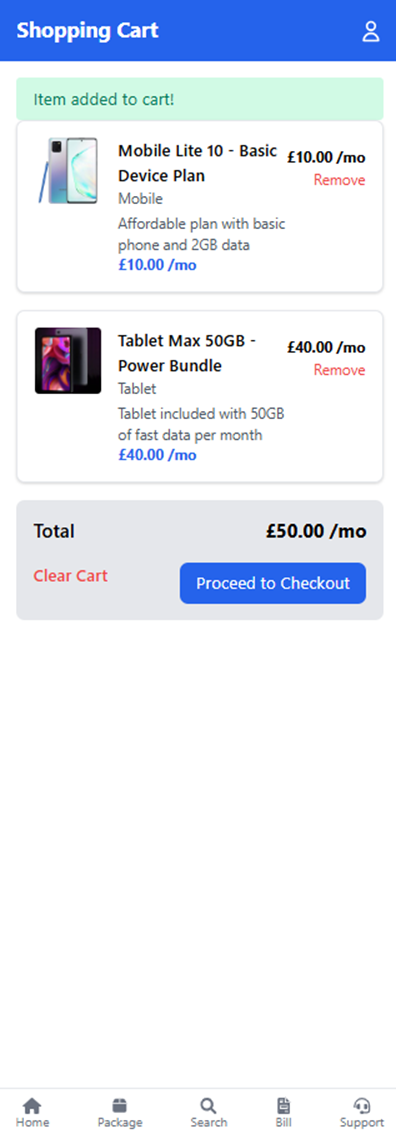 Shopping Cart
Item added to cart!
Mobile Lite 10 - Basic
Device Plan
£10.00 /mo
Remove
Mobile
Affordable plan with basic
phone and 2GB data
£10.00 /mo
Tablet Max 50GB -
Power Bundle
£40.00 /mo
Remove
Tablet
Tablet included with 50GB
of fast data per month
£40.00 /mo
Total £50.00 /mo
Clear Cart Proceed to Checkout
Home Package Search Bill Support